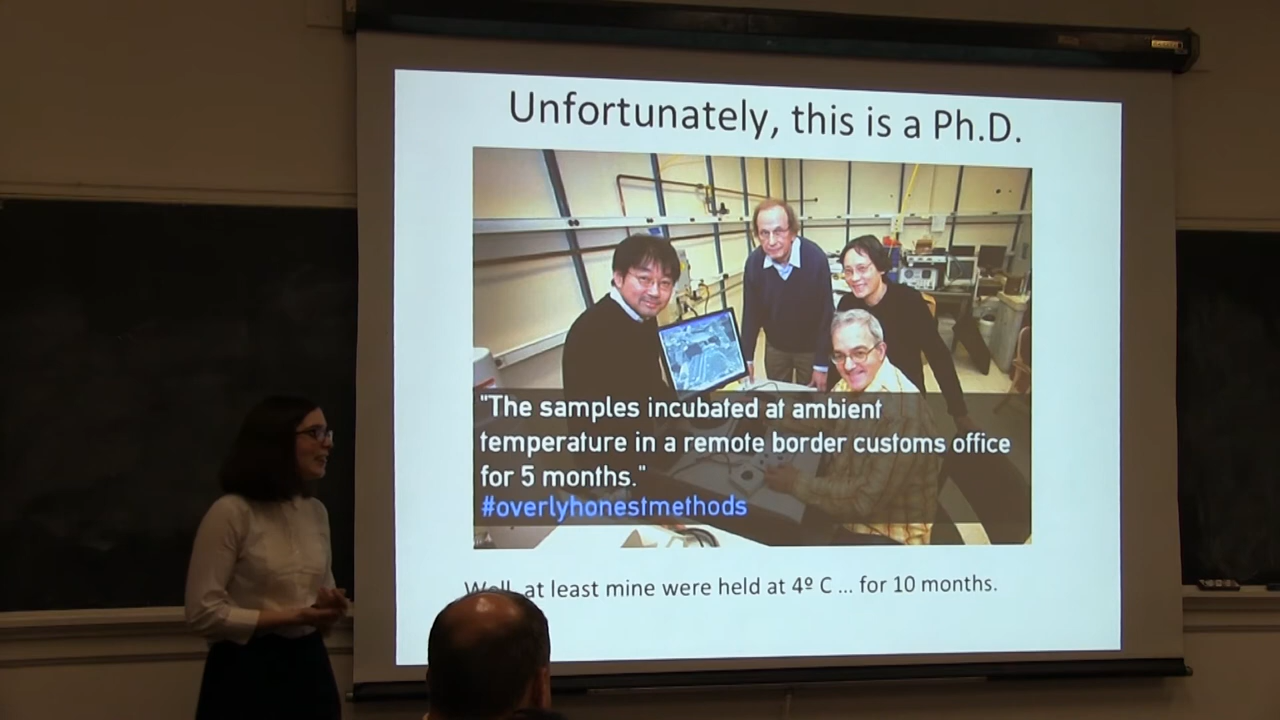 Unfortunately, this is a Ph.D.
"The samples incubated at ambient
temperature in a remote border customs office
for 5 months."
#overlyhonestmethods
Well, at least mine were held at 4º C ... for 10 months.